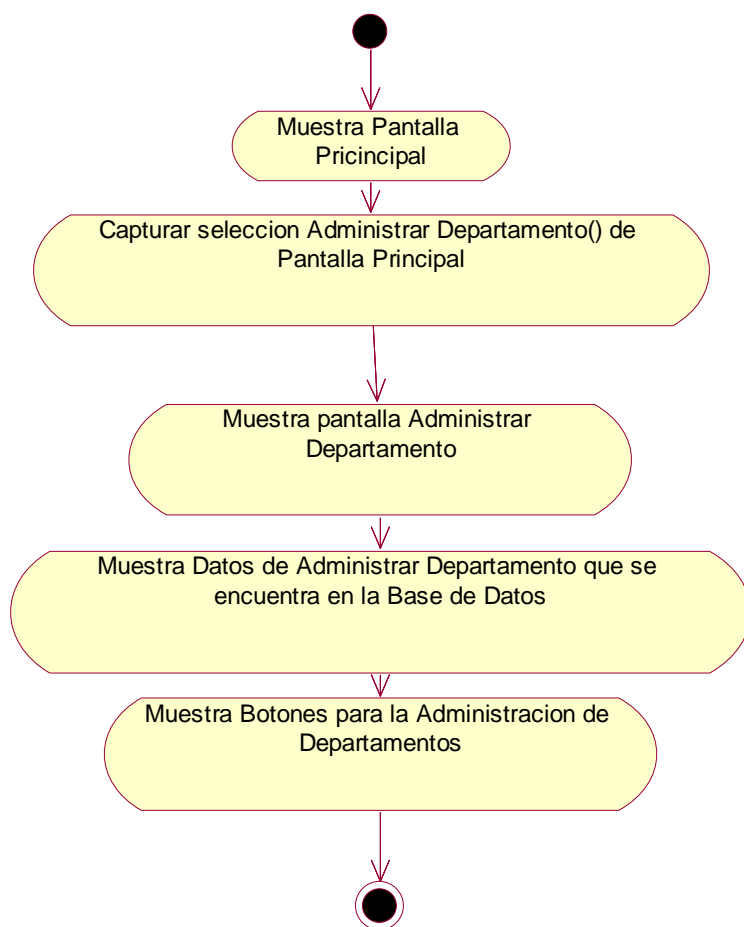 Muestra Pantalla
Pricincipal
Capturar seleccion Administrar Departamento() de
Pantalla Principal
Muestra pantalla Administrar
Departamento
Muestra Datos de Administrar Departamento que se
encuentra en la Base de Datos
Muestra Botones para la Administracion de
Departamentos